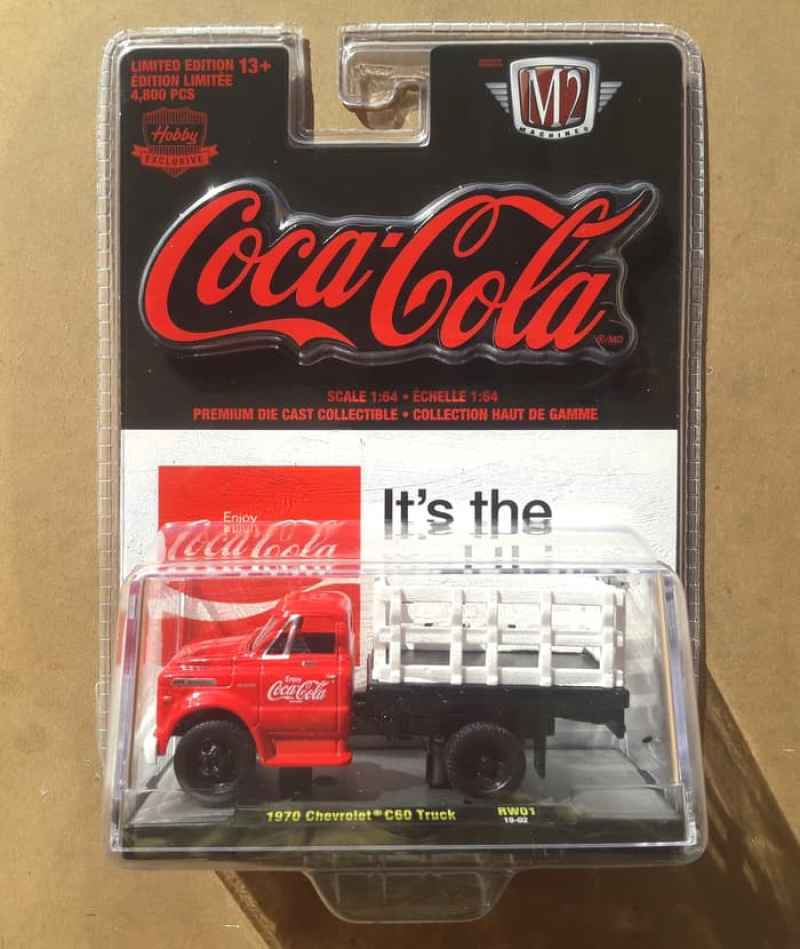 LIMITED EDITION 13+
ÉDITION LIMITÉE
4,800 PCS
Hobby
EXCLUSIVE
M2
MACHINES
Coca-Cola
®/MD
SCALE 1:64 • ÉCHELLE 1:64
PREMIUM DIE CAST COLLECTIBLE • COLLECTION HAUT DE GAMME
It's the
Enjoy
Coca-Cola
Enjoy
Coca-Cola
1970 Chevrolet® C60 Truck
RW01
19-02